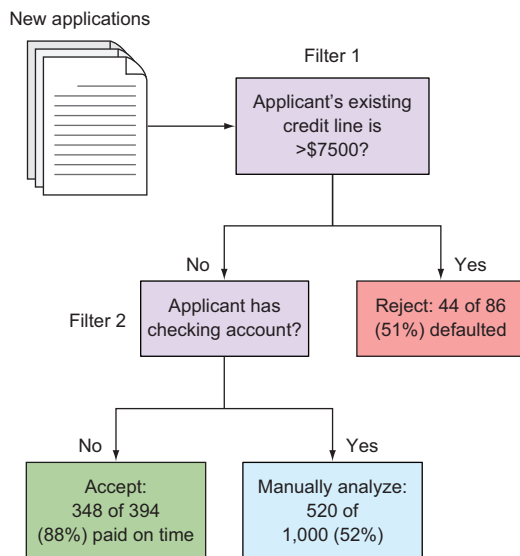 New applications
Filter 1
Applicant’s existing
credit line is
>$7500?
No
Yes
Filter 2
Applicant has
checking account?
Reject: 44 of 86
(51%) defaulted
No
Yes
Accept:
348 of 394
(88%) paid on time
Manually analyze:
520 of
1,000 (52%)